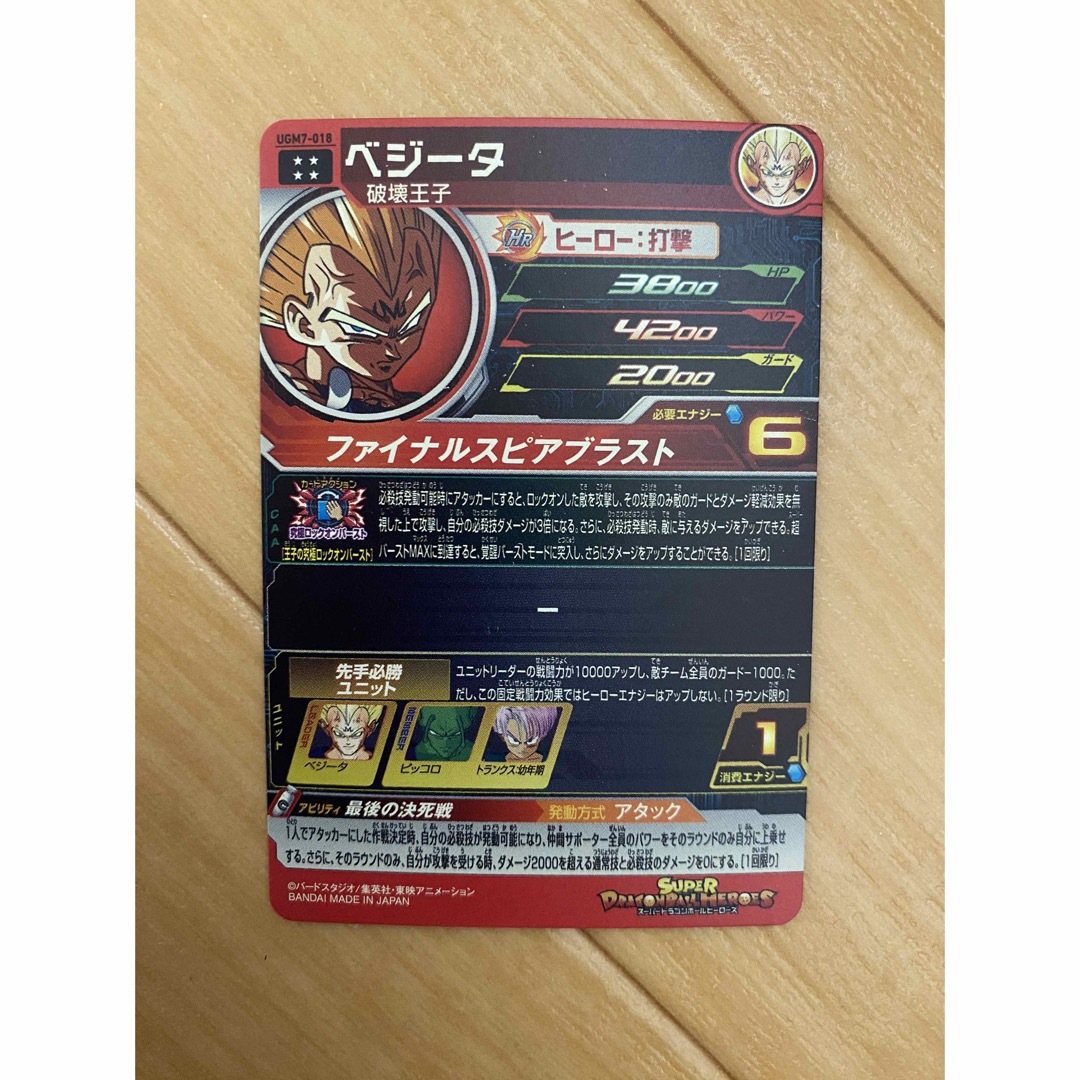 UGM7-018
ベジータ
破壊王子
HR ヒーロー:打撃
HP
3800
パワー
4200
ガード
2000
必要エナジー 6
ファイナルスピアブラスト
CAA
カードアクション
究極ロックオンバースト
[王子の究極ロックオンバースト]
必殺技発動可能時にアタッカーにすると、ロックオンした敵を攻撃し、その攻撃のみ敵のガードとダメージ軽減効果を無
視した上で攻撃し、自分の必殺技ダメージが3倍になる。さらに、必殺技発動時、敵に与えるダメージをアップできる。超
バーストMAXに到達すると、覚醒バーストモードに突入し、さらにダメージをアップすることができる。[1回限り]
ー
ユニット
先手必勝
ユニット
ユニットリーダーの戦闘力が10000アップし、敵チーム全員のガード-1000。た
だし、この固定戦闘力効果ではヒーローエナジーはアップしない。[1ラウンド限り]
LEADER
ベジータ
MEMBER
ピッコロ
トランクス:幼年期
1
消費エナジー
アビリティ 最後の決死戦 発動方式 アタック
1人でアタッカーにした作戦決定時、自分の必殺技が発動可能になり、仲間サポーター全員のパワーをそのラウンドのみ自分に上乗せ
する。さらに、そのラウンドのみ、自分が攻撃を受ける時、ダメージ2000を超える通常技と必殺技のダメージを0にする。[1回限り]
©バードスタジオ/集英社・東映アニメーション
BANDAI MADE IN JAPAN
SUPER
DRAGONBALL HEROES
スーパードラゴンボールヒーローズ